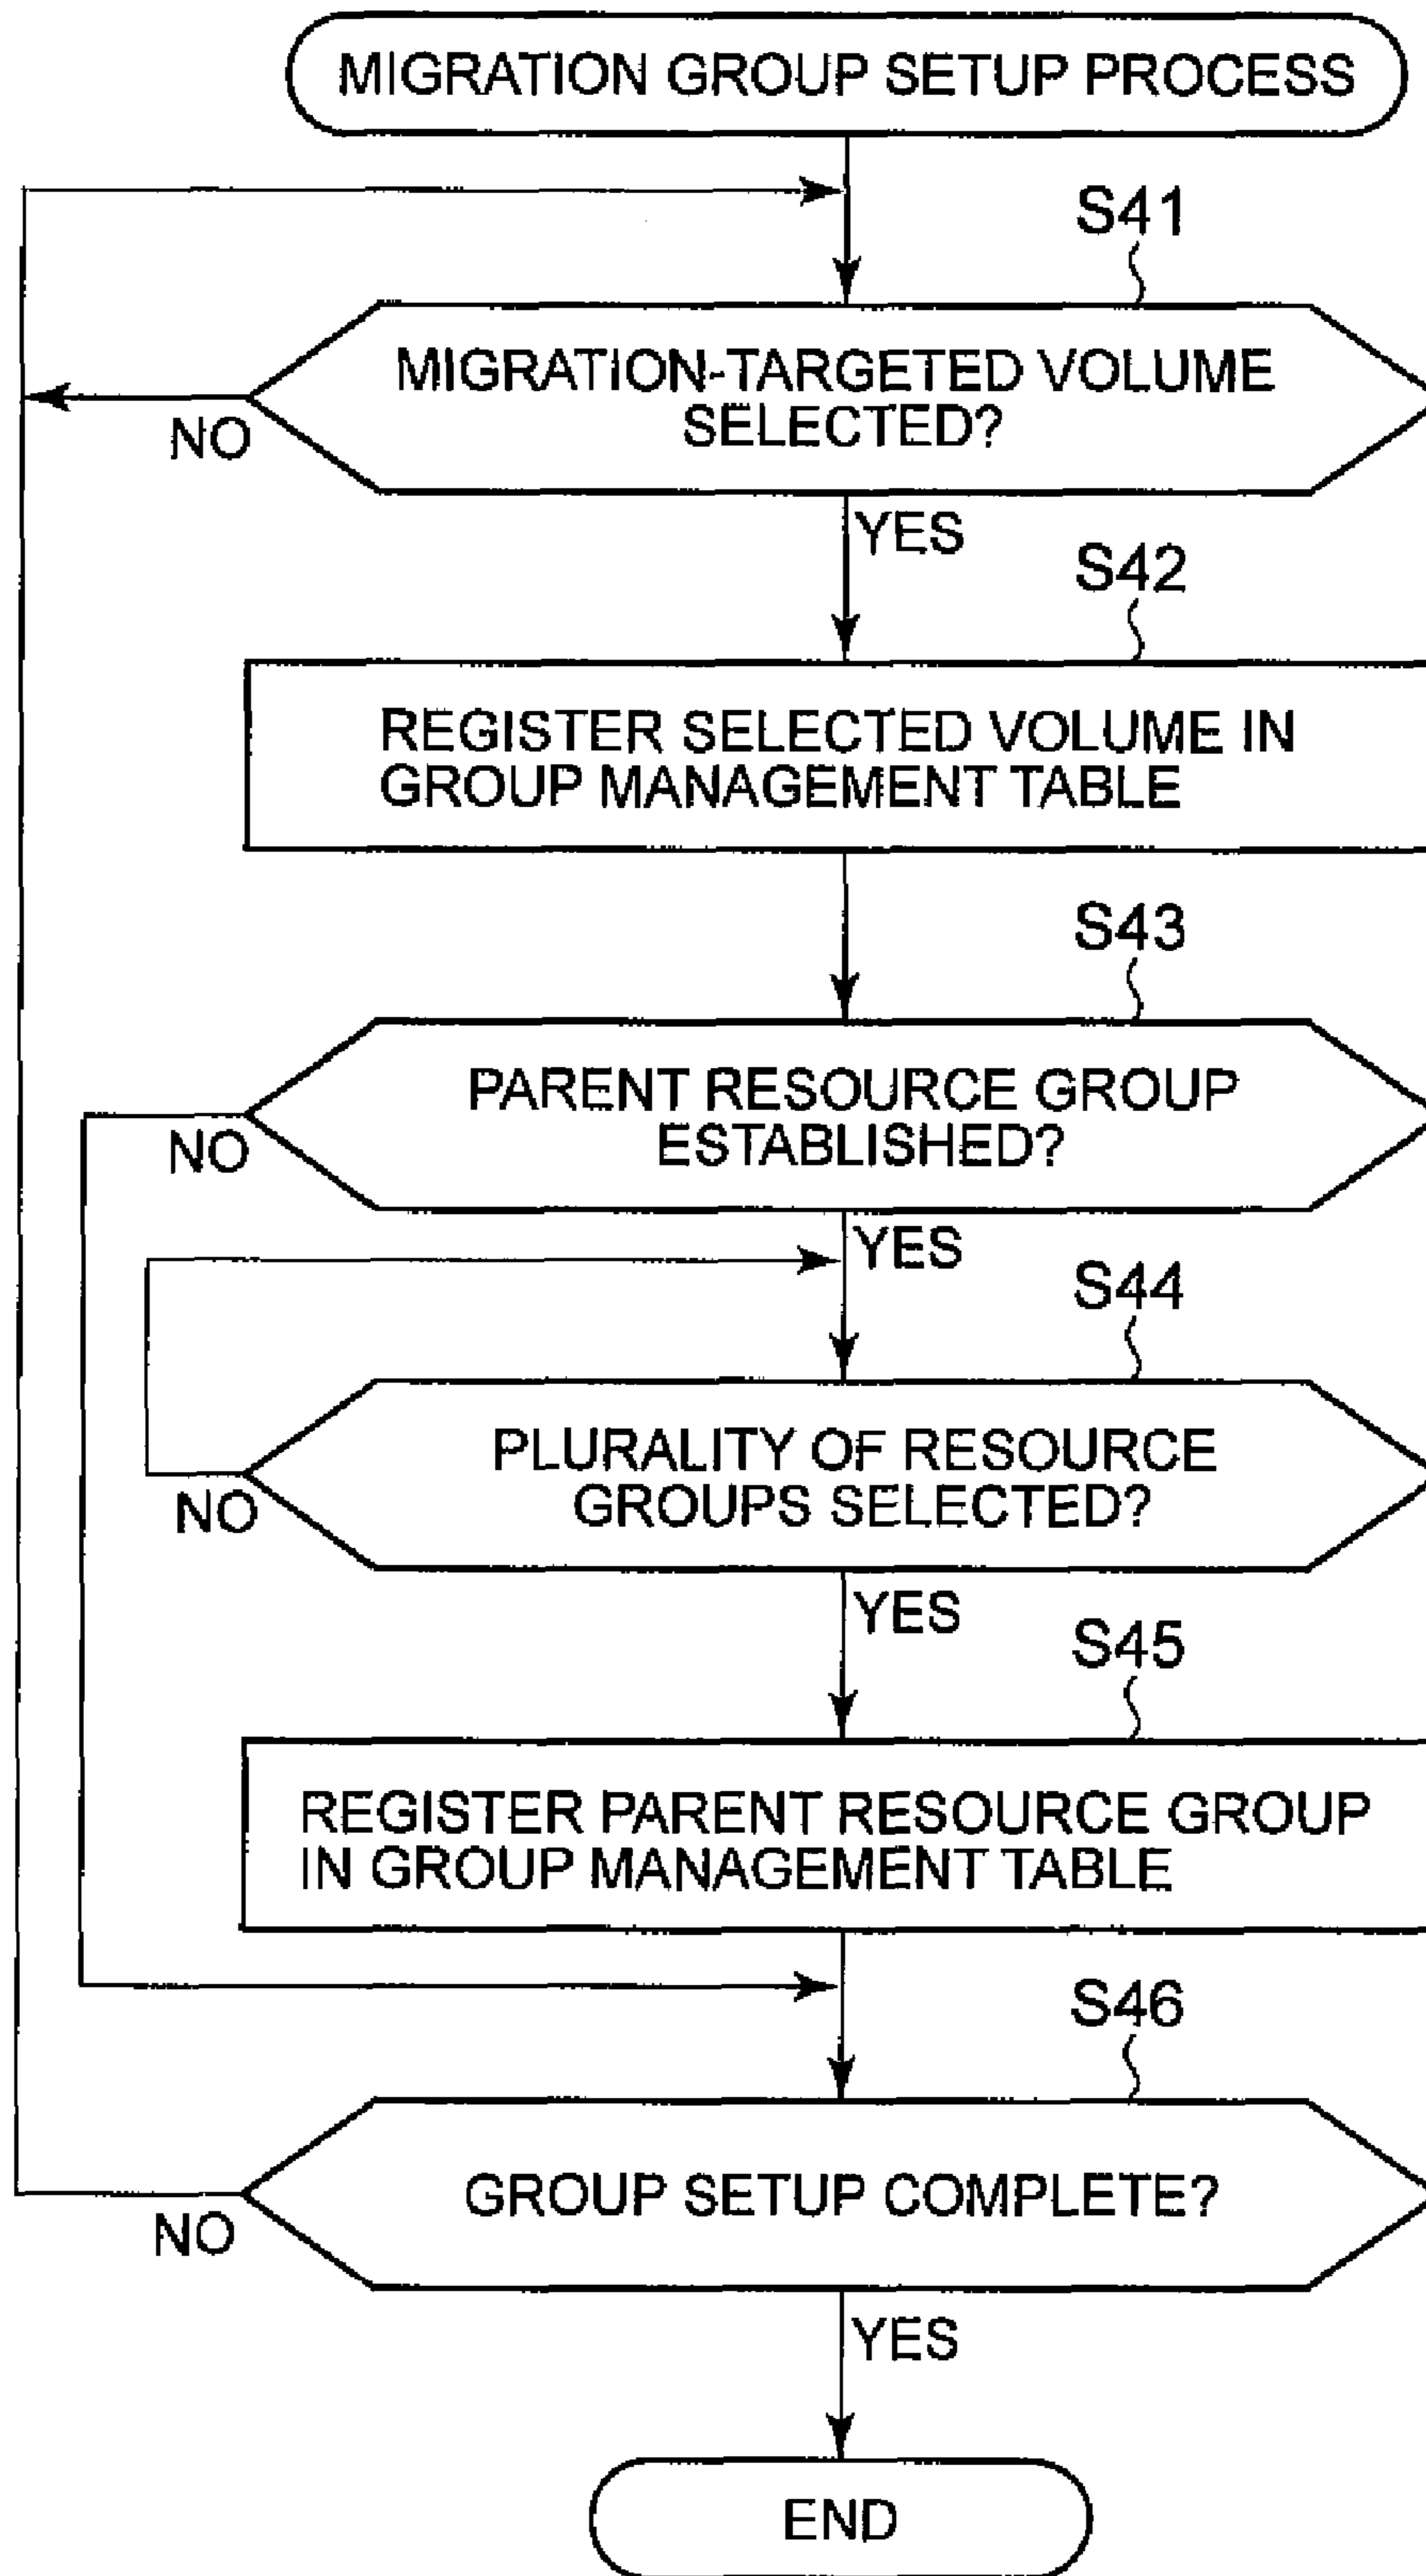 MIGRATION GROUP SETUP PROCESS
S41
MIGRATION-TARGETED VOLUME
SELECTED?
NO
YES
S42
REGISTER SELECTED VOLUME IN
GROUP MANAGEMENT TABLE
S43
PARENT RESOURCE GROUP
ESTABLISHED?
NO
YES
S44
PLURALITY OF RESOURCE
GROUPS SELECTED?
NO
YES
S45
REGISTER PARENT RESOURCE GROUP
IN GROUP MANAGEMENT TABLE
S46
GROUP SETUP COMPLETE?
NO
YES
END